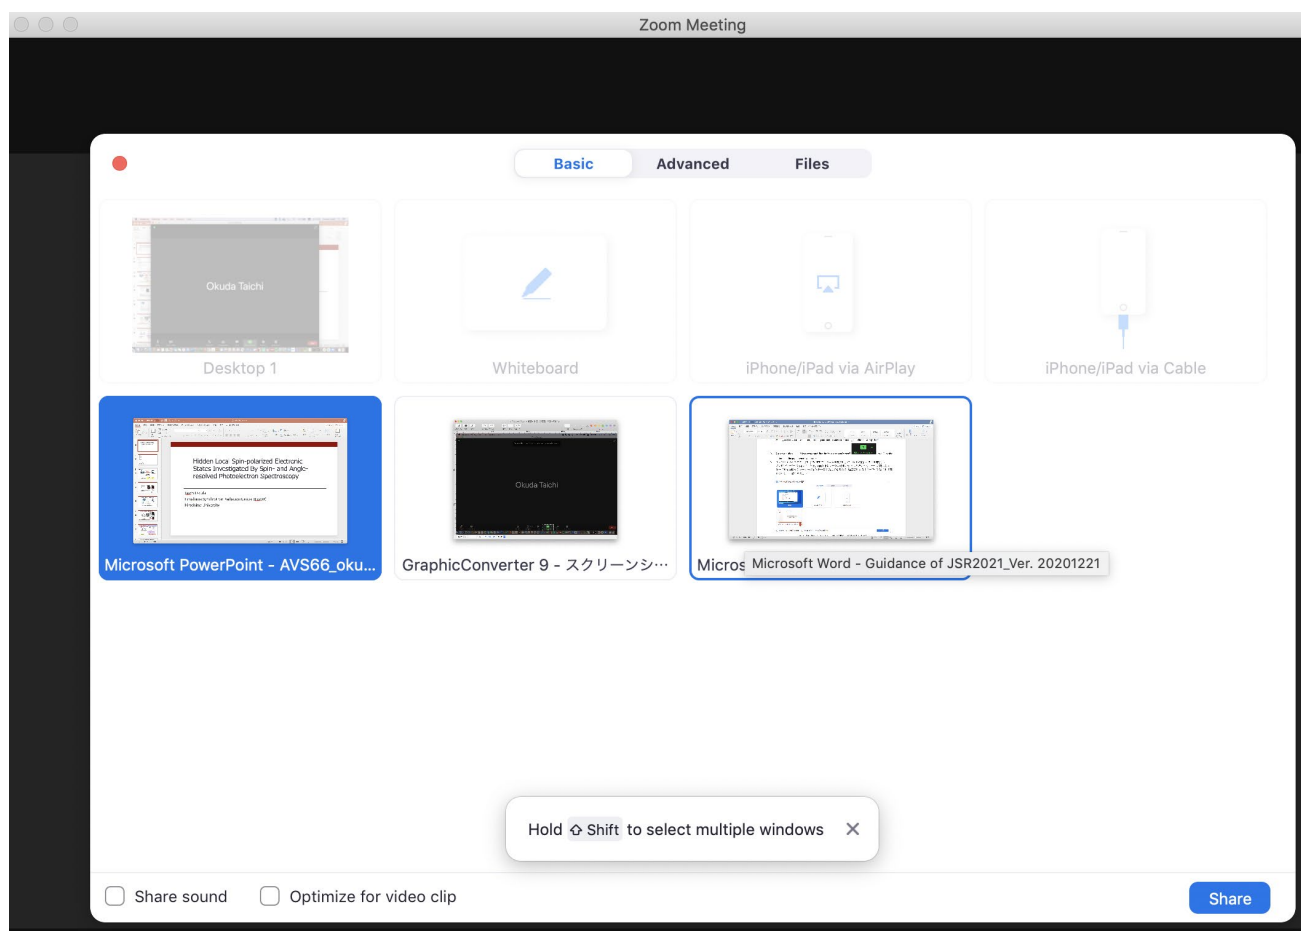 Zoom Meeting
Basic Advanced Files
Okuda Taichi
Desktop 1
Whiteboard
iPhone/iPad via AirPlay
iPhone/iPad via Cable
Hidden Local Spin-polarized Electronic
States Investigated By Spin- and Angle-
resolved Photoelectron Spectroscopy
Microsoft PowerPoint - AVS66_oku...
Okuda Taichi
GraphicConverter 9 - スクリーンシ…
Micros
Microsoft Word - Guidance of JSR2021_Ver. 20201221
Hold Shift to select multiple windows
Share sound
Optimize for video clip
Share